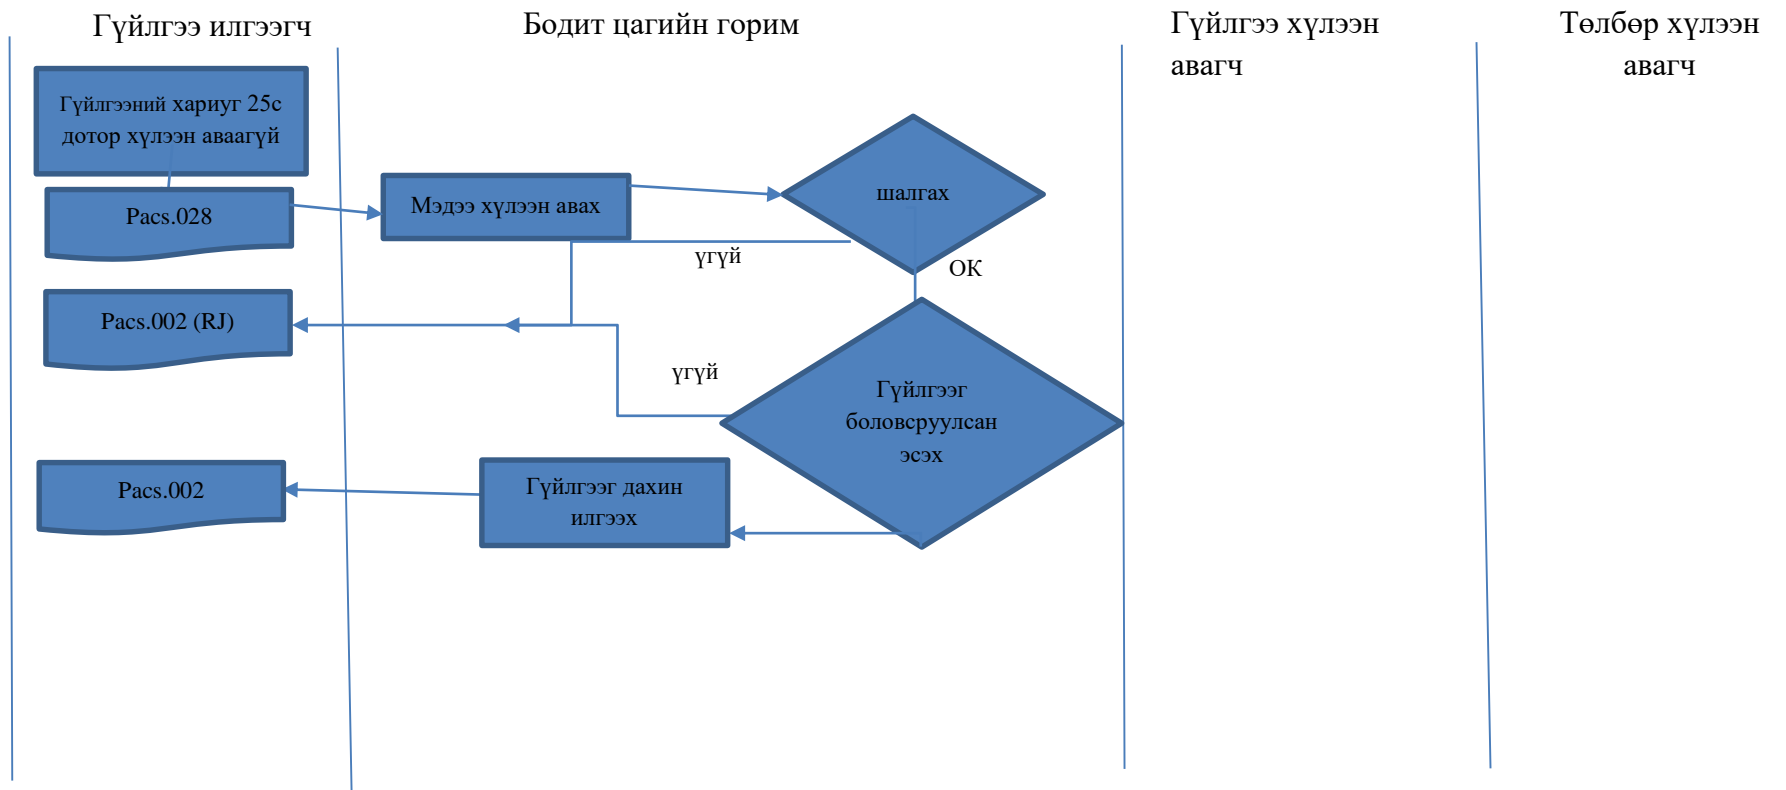 Гүйлгээ илгээгч
Бодит цагийн горим
Гүйлгээ хүлээн
авагч
Төлбөр хүлээн
авагч
Гүйлгээний хариуг 25с
дотор хүлээн аваагүй
Pacs.028
Мэдээ хүлээн авах
шалгах
үгүй
ОК
Pacs.002 (RJ)
үгүй
Гүйлгээг
боловсруулсан
эсэх
Pacs.002
Гүйлгээг дахин
илгээх